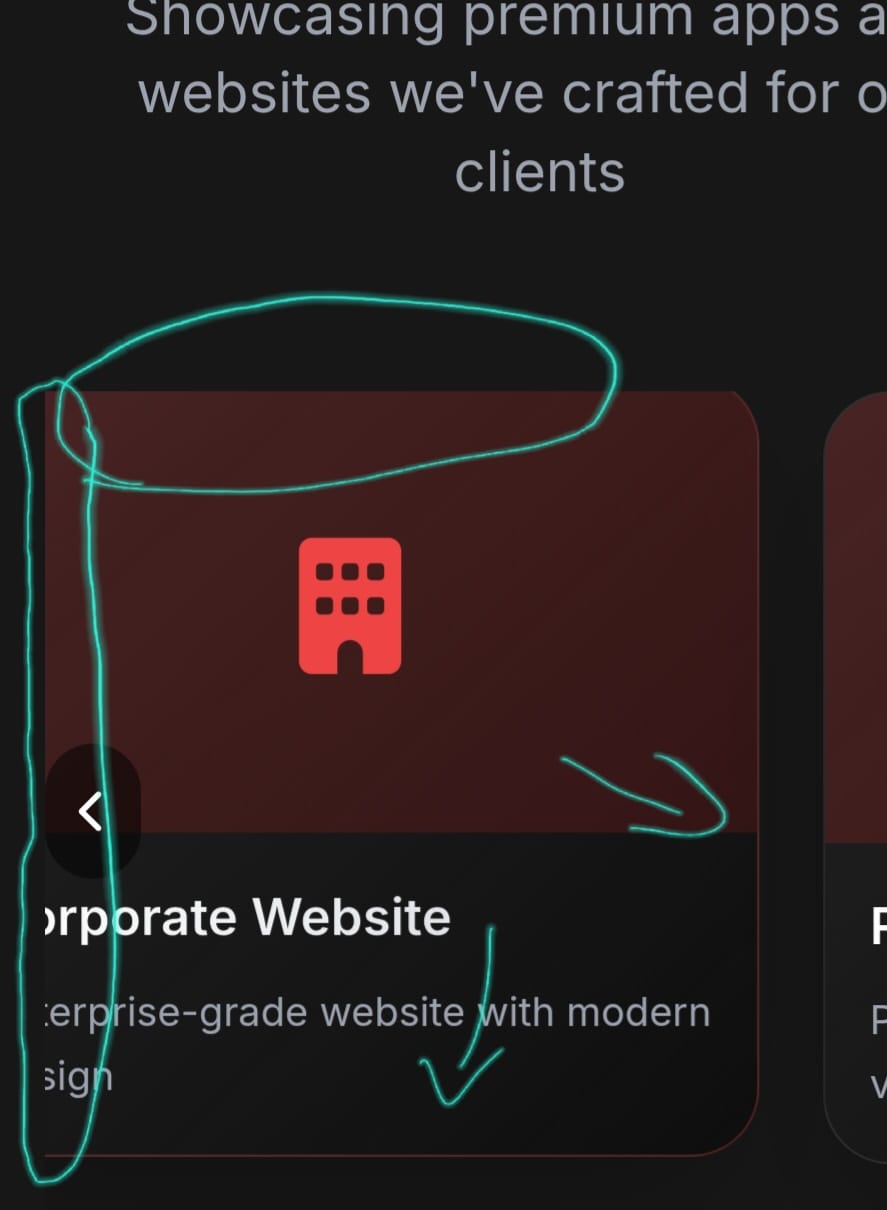 Showcasing premium apps a
websites we've crafted for o
clients
orporate Website
terprise-grade website with modern
sign
P
P
v